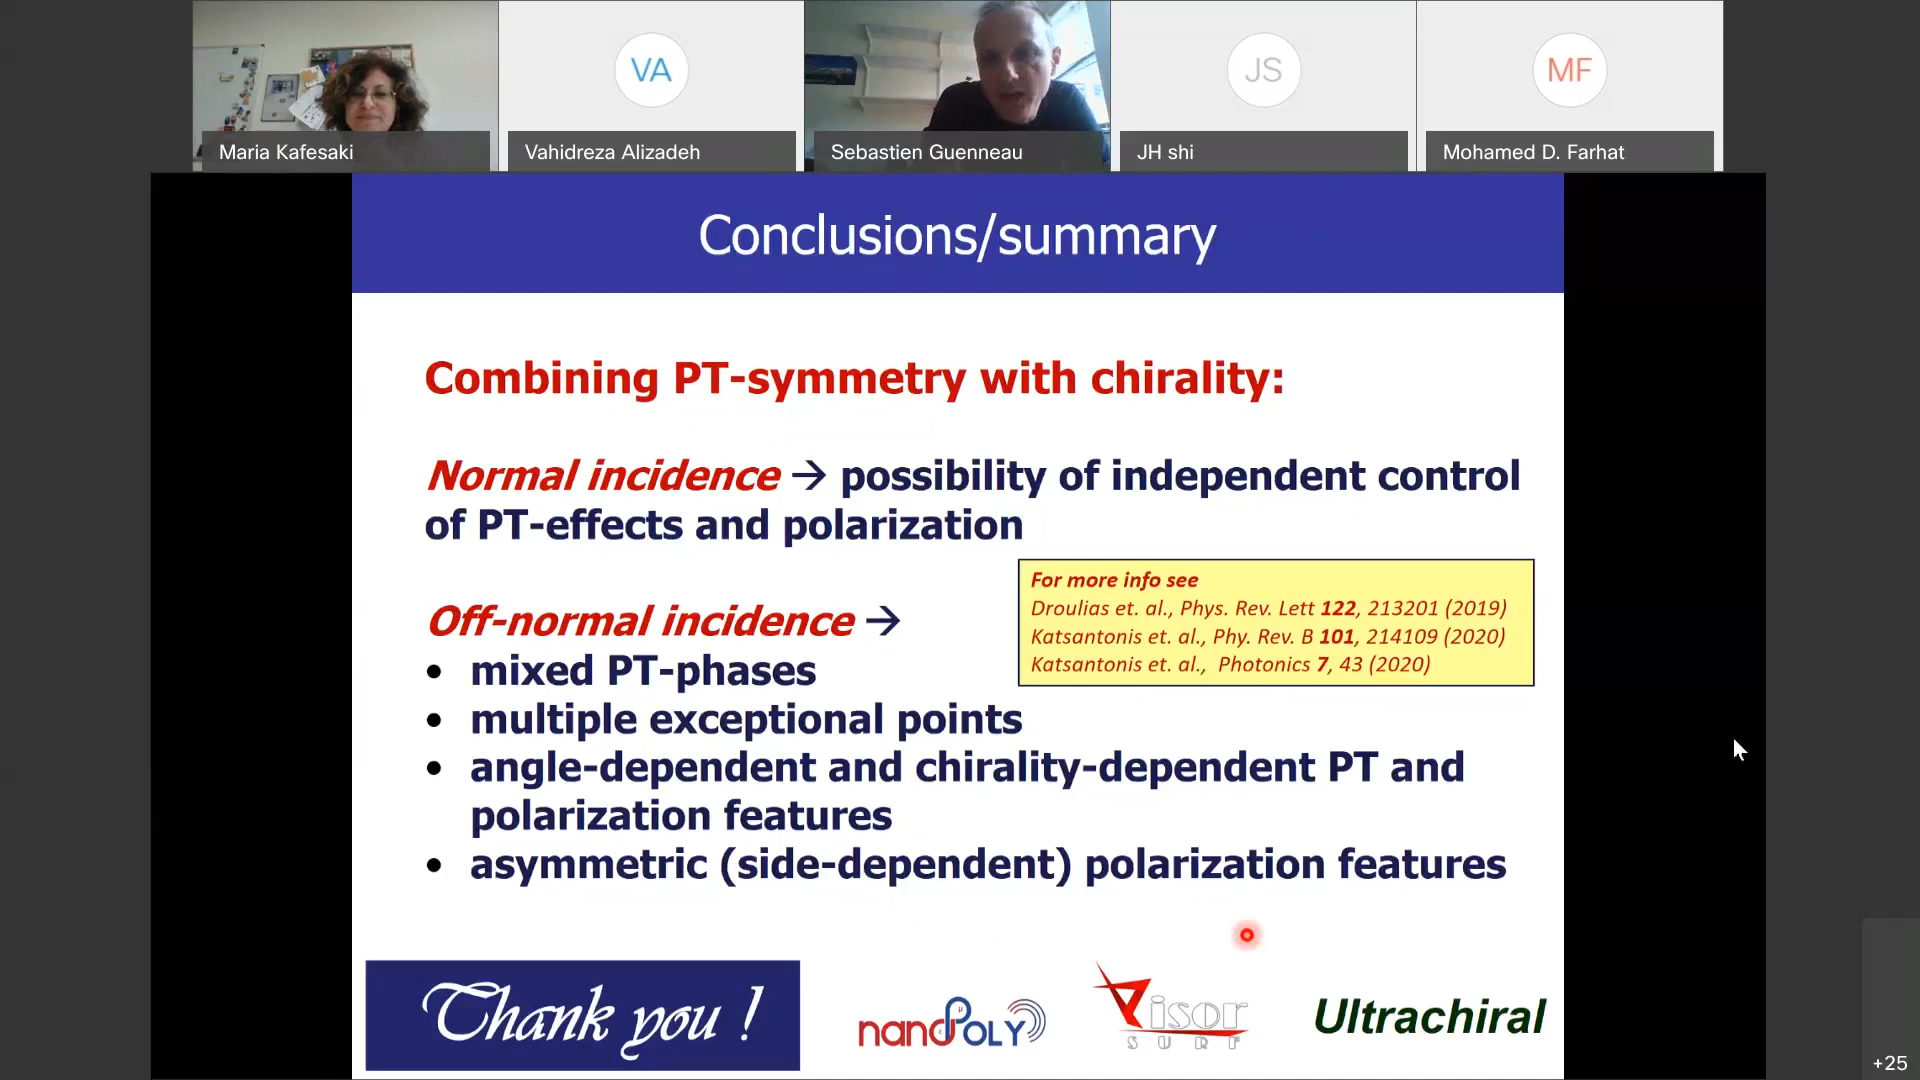 VA
JS
MF
Maria Kafesaki
Vahidreza Alizadeh
Sebastien Guenneau
JH shi
Mohamed D. Farhat
Conclusions/summary
Combining PT-symmetry with chirality:
Normal incidence → possibility of independent control
of PT-effects and polarization
For more info see
Droulias et. al., Phys. Rev. Lett 122, 213201 (2019)
Katsantonis et. al., Phy. Rev. B 101, 214109 (2020)
Katsantonis et. al., Photonics 7, 43 (2020)
Off-normal incidence →
• mixed PT-phases
• multiple exceptional points
• angle-dependent and chirality-dependent PT and
polarization features
• asymmetric (side-dependent) polarization features
Thank you !
nanoPOLY
Visor
SURF
Ultrachiral
+25